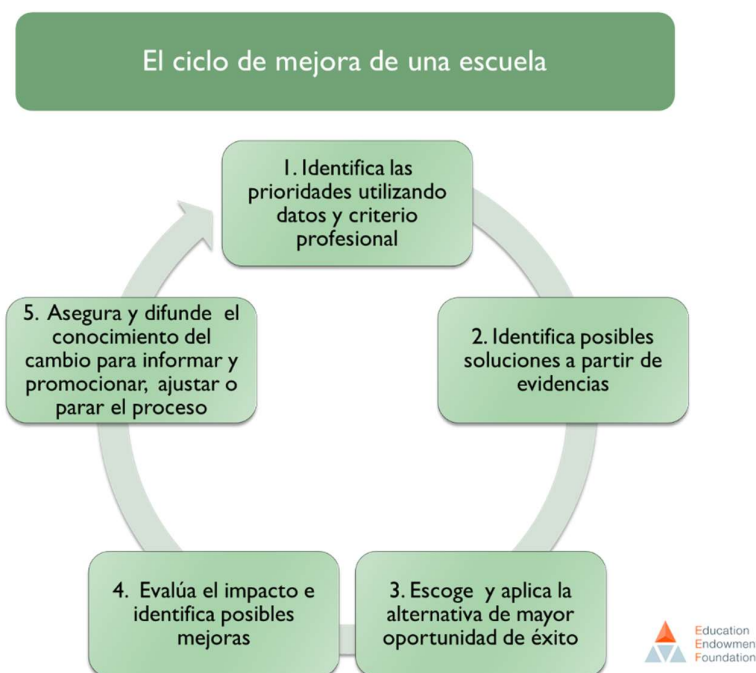 El ciclo de mejora de una escuela
1. Identifica las
prioridades utilizando
datos y criterio
profesional
2. Identifica posibles
soluciones a partir de
evidencias
3. Escoge y aplica la
alternativa de mayor
oportunidad de éxito
4. Evalúa el impacto e
identifica posibles
mejoras
5. Asegura y difunde el
conocimiento del
cambio para informar y
promocionar, ajustar o
parar el proceso
Education
Endowmen
Foundation